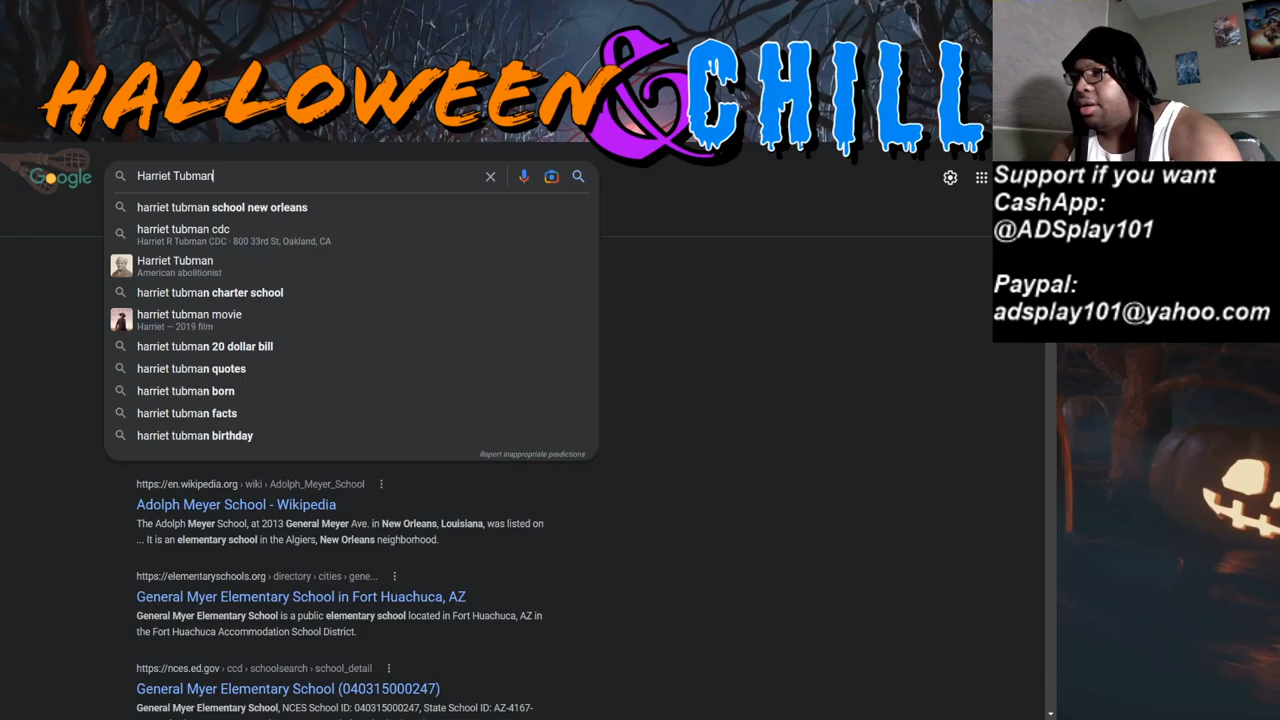 HALLOWEEN & CHILL
Google
Harriet Tubman
harriet tubman school new orleans
harriet tubman cdc
Harriet R Tubman CDC · 800 33rd St, Oakland, CA
Harriet Tubman
American abolitionist
harriet tubman charter school
harriet tubman movie
Harriet — 2019 film
harriet tubman 20 dollar bill
harriet tubman quotes
harriet tubman born
harriet tubman facts
harriet tubman birthday
Report inappropriate predictions
https://en.wikipedia.org › wiki › Adolph_Meyer_School
Adolph Meyer School - Wikipedia
The Adolph Meyer School, at 2013 General Meyer Ave. in New Orleans, Louisiana, was listed on
... It is an elementary school in the Algiers, New Orleans neighborhood.
https://elementaryschools.org › directory › cities › gene...
General Myer Elementary School in Fort Huachuca, AZ
General Myer Elementary School is a public elementary school located in Fort Huachuca, AZ in
the Fort Huachuca Accommodation School District.
https://nces.ed.gov › ccd › schoolsearch › school_detail
General Myer Elementary School (040315000247)
General Myer Elementary School, NCES School ID: 040315000247, State School ID: AZ-4167-
Support if you want
CashApp:
@ADSplay101
Paypal:
adsplay101@yahoo.com